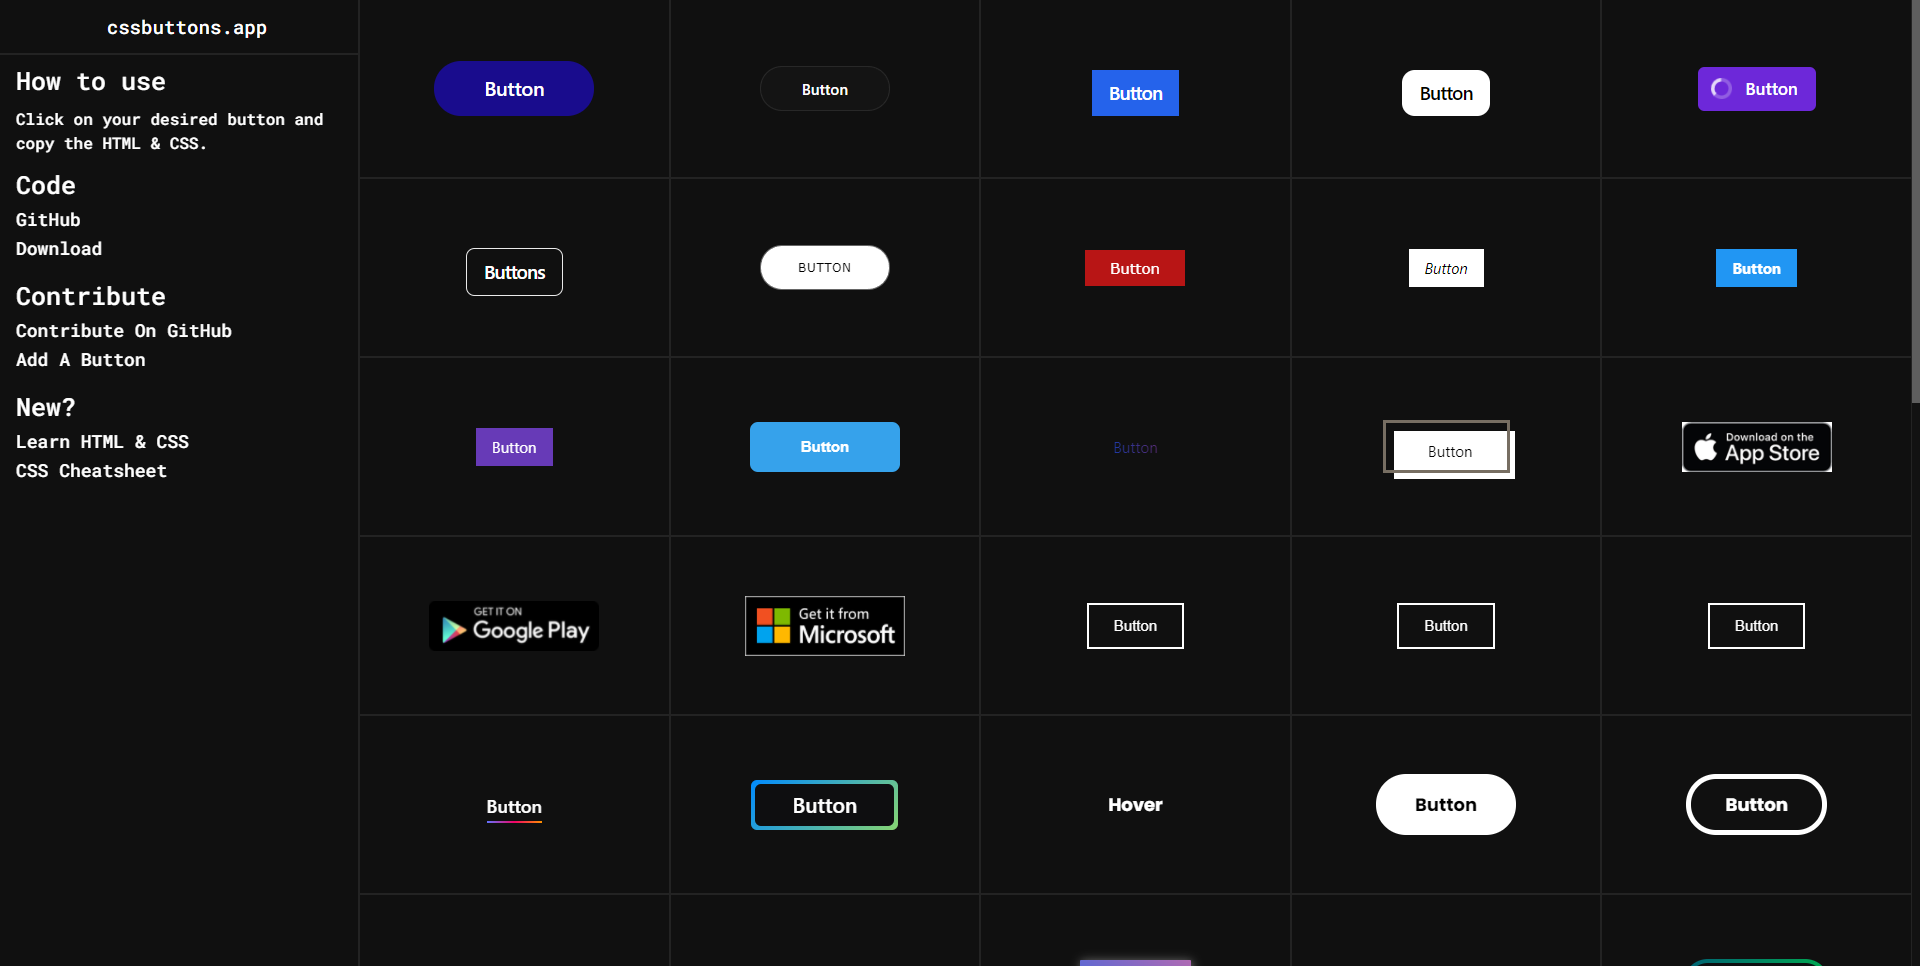 cssbuttons.app
How to use
Click on your desired button and
copy the HTML & CSS.
Code
GitHub
Download
Contribute
Contribute On GitHub
Add A Button
New?
Learn HTML & CSS
CSS Cheatsheet
Button
Button
Button
Button
Button
Buttons
BUTTON
Button
Button
Button
Button
Button
Button
Button
Download on the
App Store
GET IT ON
Google Play
Get it from
Microsoft
Button
Button
Button
Button
Button
Hover
Button
Button